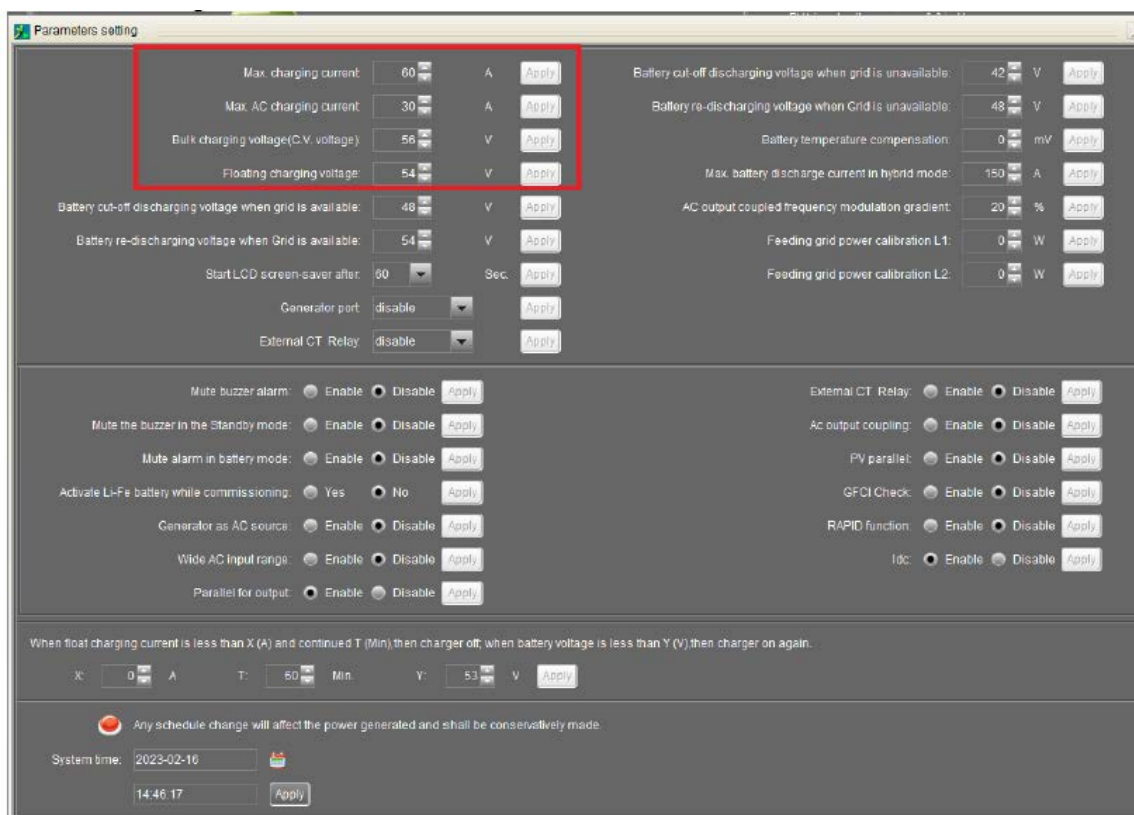 Parameters setting
Max. charging current: 60 A Apply
Max. AC charging current: 30 A Apply
Bulk charging voltage(C.V. voltage): 56 V Apply
Floating charging voltage: 54 V Apply
Battery cut-off discharging voltage when grid is available: 48 V Apply
Battery re-discharging voltage when Grid is available: 54 V Apply
Start LCD screen-saver after: 60 Sec. Apply
Generator port: disable Apply
External CT Relay: disable Apply
Battery cut-off discharging voltage when grid is unavailable: 42 V Apply
Battery re-discharging voltage when Grid is unavailable: 48 V Apply
Battery temperature compensation: 0 mV Apply
Max. battery discharge current in hybrid mode: 150 A Apply
AC output coupled frequency modulation gradient: 20 % Apply
Feeding grid power calibration L1: 0 W Apply
Feeding grid power calibration L2: 0 W Apply
Mute buzzer alarm: Enable Disable Apply
Mute the buzzer in the Standby mode: Enable Disable Apply
Mute alarm in battery mode: Enable Disable Apply
Activate Li-Fe battery while commissioning: Yes No Apply
Generator as AC source: Enable Disable Apply
Wide AC input range: Enable Disable Apply
Parallel for output: Enable Disable Apply
External CT Relay: Enable Disable Apply
Ac output coupling: Enable Disable Apply
PV parallel: Enable Disable Apply
GFCI Check: Enable Disable Apply
RAPID function: Enable Disable Apply
Idc: Enable Disable Apply
When float charging current is less than X (A) and continued T (Min),then charger off; when battery voltage is less than Y (V),then charger on again.
X: 0 A T: 60 Min. Y: 53 V Apply
Any schedule change will affect the power generated and shall be conservatively made.
System time: 2023-02-16
14:46:17 Apply